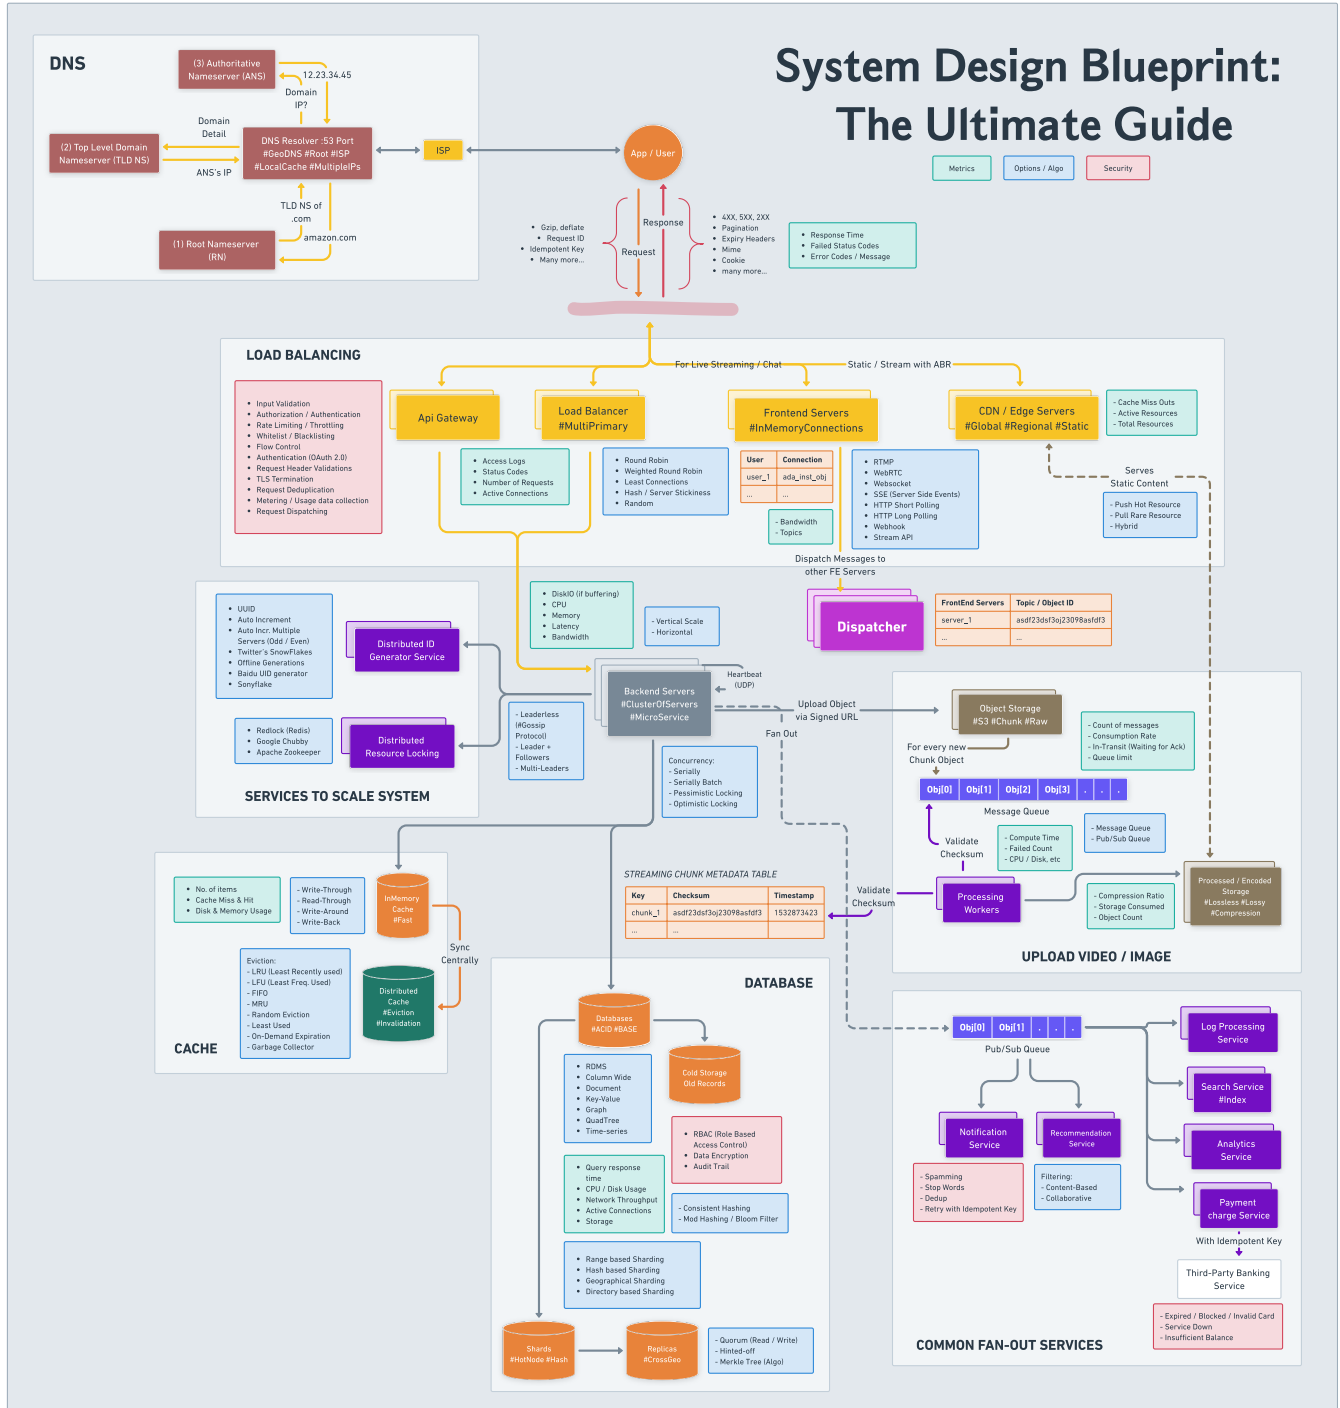 System Design Blueprint:
The Ultimate Guide
Metrics
Options / Algo
Security
DNS
(3) Authoritative
Nameserver (ANS)
12.23.34.45
Domain
IP?
Domain
Detail
(2) Top Level Domain
Nameserver (TLD NS)
ANS's IP
DNS Resolver :53 Port
#GeoDNS #Root #ISP
#LocalCache #MultipleIPs
TLD NS of
.com
amazon.com
(1) Root Nameserver
(RN)
ISP
App / User
Gzip, deflate
Request ID
Idempotent Key
Many more...
Request
Response
4XX, 5XX, 2XX
Pagination
Expiry Headers
Mime
Cookie
many more...
Response Time
Failed Status Codes
Error Codes / Message
LOAD BALANCING
For Live Streaming / Chat
Static / Stream with ABR
Input Validation
Authorization / Authentication
Rate Limiting / Throttling
Whitelist / Blacklisting
Flow Control
Authentication (OAuth 2.0)
Request Header Validations
TLS Termination
Request Deduplication
Metering / Usage data collection
Request Dispatching
Api Gateway
Load Balancer
#MultiPrimary
Frontend Servers
#InMemoryConnections
CDN / Edge Servers
#Global #Regional #Static
- Cache Miss Outs
- Active Resources
- Total Resources
Access Logs
Status Codes
Number of Requests
Active Connections
Round Robin
Weighted Round Robin
Least Connections
Hash / Server Stickiness
Random
User Connection
user_1 ada_inst_obj
... ...
- Bandwidth
- Topics
RTMP
WebRTC
Websocket
SSE (Server Side Events)
HTTP Short Polling
HTTP Long Polling
Webhook
Stream API
Serves
Static Content
- Push Hot Resource
- Pull Rare Resource
- Hybrid
Dispatch Messages to
other FE Servers
Dispatcher
FrontEnd Servers Topic / Object ID
server_1 asdf23dsf3oj23098asfdf3
... ...
UUID
Auto Increment
Auto Incr. Multiple
Servers (Odd / Even)
Twitter's SnowFlakes
Offline Generations
Baidu UID generator
Sonyflake
Distributed ID
Generator Service
Redlock (Redis)
Google Chubby
Apache Zookeeper
Distributed
Resource Locking
SERVICES TO SCALE SYSTEM
DiskIO (if buffering)
CPU
Memory
Latency
Bandwidth
- Vertical Scale
- Horizontal
Backend Servers
#ClusterOfServers
#MicroService
Heartbeat
(UDP)
- Leaderless
(#Gossip
Protocol)
- Leader +
Followers
- Multi-Leaders
Concurrency:
- Serially
- Serially Batch
- Pessimistic Locking
- Optimistic Locking
Fan Out
Upload Object
via Signed URL
Object Storage
#S3 #Chunk #Raw
For every new
Chunk Object
- Count of messages
- Consumption Rate
- In-Transit (Waiting for Ack)
- Queue limit
Obj[0] Obj[1] Obj[2] Obj[3] . . .
Message Queue
Validate
Checksum
- Compute Time
- Failed Count
- CPU / Disk, etc
- Message Queue
- Pub/Sub Queue
Validate
Checksum
Processing
Workers
- Compression Ratio
- Storage Consumed
- Object Count
Processed / Encoded
Storage
#Lossless #Lossy
#Compression
UPLOAD VIDEO / IMAGE
STREAMING CHUNK METADATA TABLE
Key Checksum Timestamp
chunk_1 asdf23dsf3oj23098asfdf3 1532873423
... ...
No. of items
Cache Miss & Hit
Disk & Memory Usage
- Write-Through
- Read-Through
- Write-Around
- Write-Back
InMemory
Cache
#Fast
Sync
Centrally
Eviction:
- LRU (Least Recently used)
- LFU (Least Freq. Used)
- FIFO
- MRU
- Random Eviction
- Least Used
- On-Demand Expiration
- Garbage Collector
Distributed
Cache
#Eviction
#Invalidation
CACHE
DATABASE
Databases
#ACID #BASE
Cold Storage
Old Records
RDMS
Column Wide
Document
Key-Value
Graph
QuadTree
Time-series
RBAC (Role Based
Access Control)
Data Encryption
Audit Trail
Query response
time
CPU / Disk Usage
Network Throughput
Active Connections
Storage
- Consistent Hashing
- Mod Hashing / Bloom Filter
Range based Sharding
Hash based Sharding
Geographical Sharding
Directory based Sharding
Shards
#HotNode #Hash
Replicas
#CrossGeo
- Quorum (Read / Write)
- Hinted-off
- Merkle Tree (Algo)
Obj[0] Obj[1] . . .
Pub/Sub Queue
Log Processing
Service
Search Service
#Index
Analytics
Service
Payment
charge Service
Notification
Service
Recommendation
Service
- Spamming
- Stop Words
- Dedup
- Retry with Idempotent Key
Filtering:
- Content-Based
- Collaborative
With Idempotent Key
Third-Party Banking
Service
- Expired / Blocked / Invalid Card
- Service Down
- Insufficient Balance
COMMON FAN-OUT SERVICES